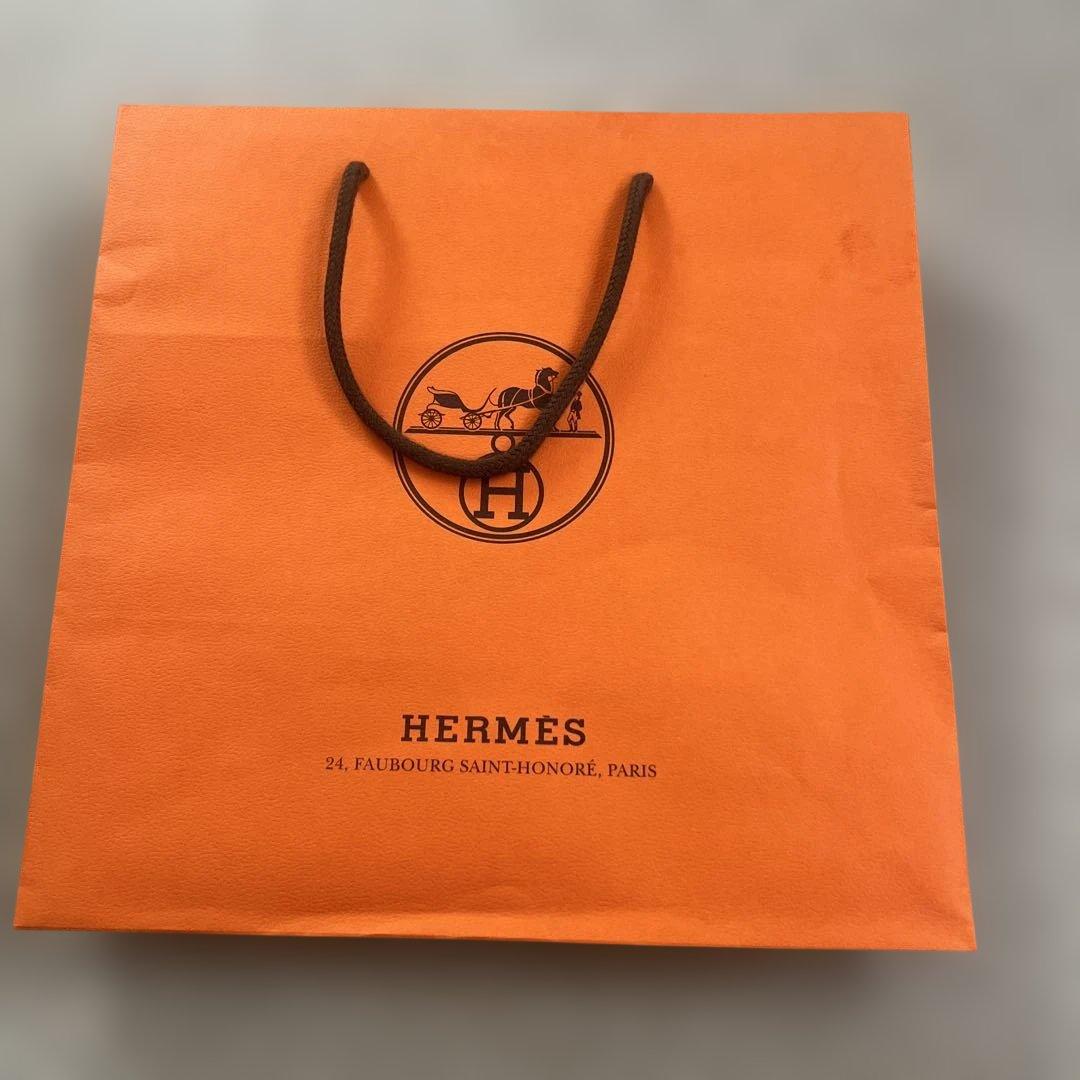 H
HERMÈS
24, FAUBOURG SAINT-HONORÉ, PARIS